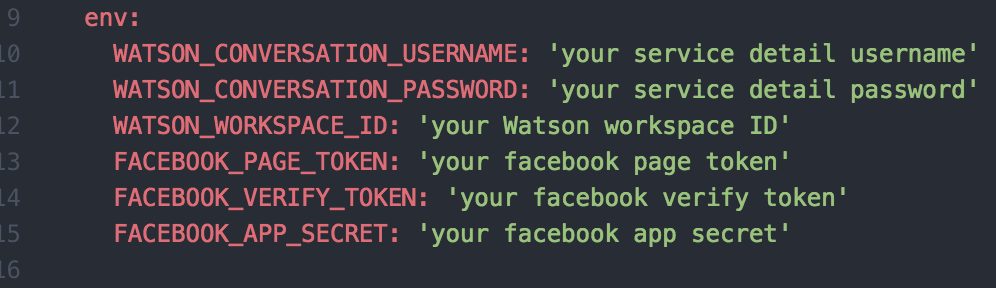 9 env:
10 WATSON_CONVERSATION_USERNAME: 'your service detail username'
11 WATSON_CONVERSATION_PASSWORD: 'your service detail password'
12 WATSON_WORKSPACE_ID: 'your Watson workspace ID'
13 FACEBOOK_PAGE_TOKEN: 'your facebook page token'
14 FACEBOOK_VERIFY_TOKEN: 'your facebook verify token'
15 FACEBOOK_APP_SECRET: 'your facebook app secret'
16